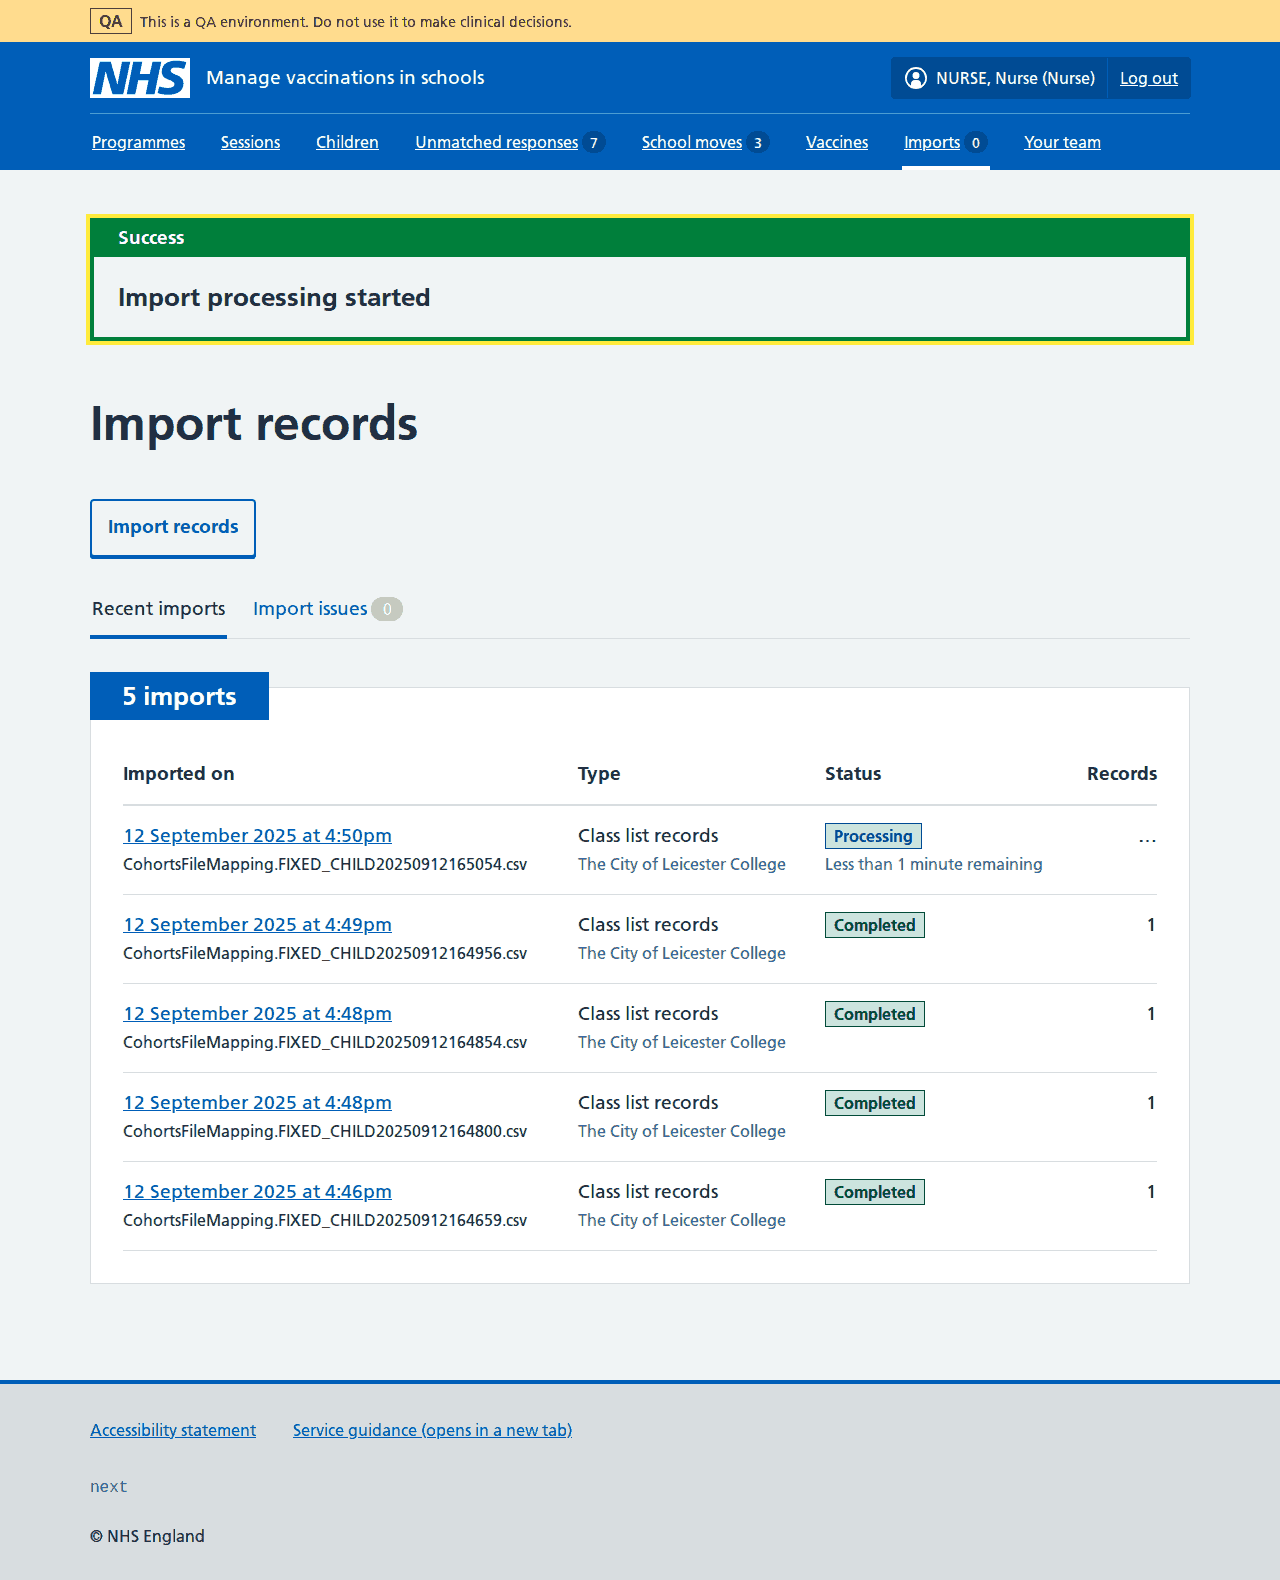 QA This is a QA environment. Do not use it to make clinical decisions.
NHS Manage vaccinations in schools NURSE, Nurse (Nurse) Log out
Programmes Sessions Children Unmatched responses 7 School moves 3 Vaccines Imports 0 Your team
Success
Import processing started
Import records
Import records
Recent imports Import issues 0
5 imports
Imported on Type Status Records
12 September 2025 at 4:50pm Class list records Processing ...
CohortsFileMapping.FIXED_CHILD20250912165054.csv The City of Leicester College Less than 1 minute remaining
12 September 2025 at 4:49pm Class list records Completed 1
CohortsFileMapping.FIXED_CHILD20250912164956.csv The City of Leicester College
12 September 2025 at 4:48pm Class list records Completed 1
CohortsFileMapping.FIXED_CHILD20250912164854.csv The City of Leicester College
12 September 2025 at 4:48pm Class list records Completed 1
CohortsFileMapping.FIXED_CHILD20250912164800.csv The City of Leicester College
12 September 2025 at 4:46pm Class list records Completed 1
CohortsFileMapping.FIXED_CHILD20250912164659.csv The City of Leicester College
Accessibility statement Service guidance (opens in a new tab)
next
© NHS England